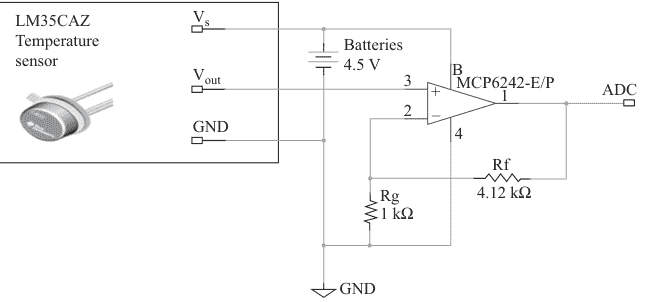 LM35CAZ
Temperature
sensor
Vs
Vout
GND
Batteries
4.5 V
3
2
B
MCP6242-E/P
1
4
ADC
Rf
4.12 kΩ
Rg
1 kΩ
GND